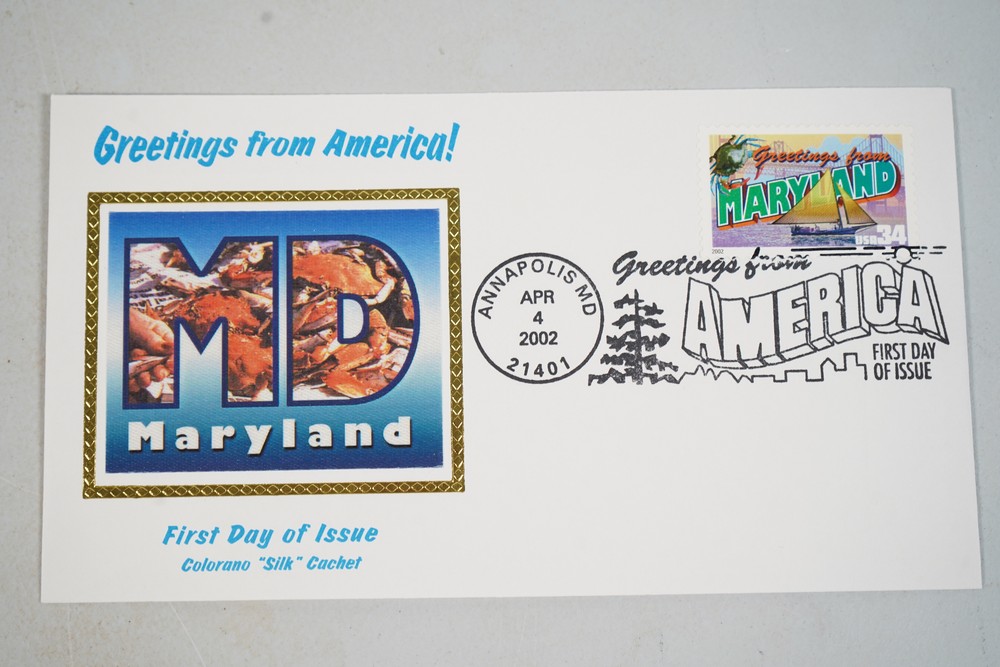 Greetings from America!
MD
Maryland
First Day of Issue
Colorano "Silk" Cachet
Greetings from
MARYLAND
USA 34
2002
ANNAPOLIS MD
APR
4
2002
21401
Greetings from
AMERICA
FIRST DAY
OF ISSUE